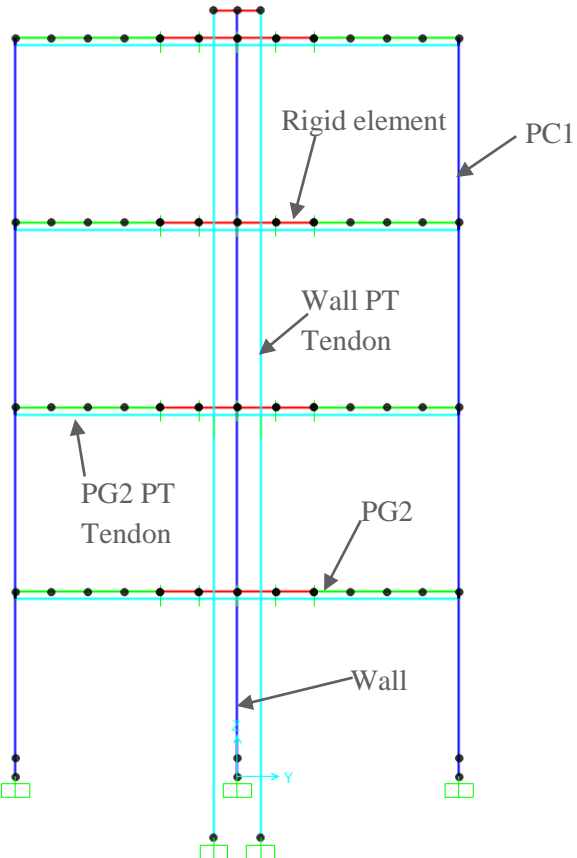 Rigid element
PC1
Wall PT
Tendon
PG2 PT
Tendon
PG2
Wall
Z
Y